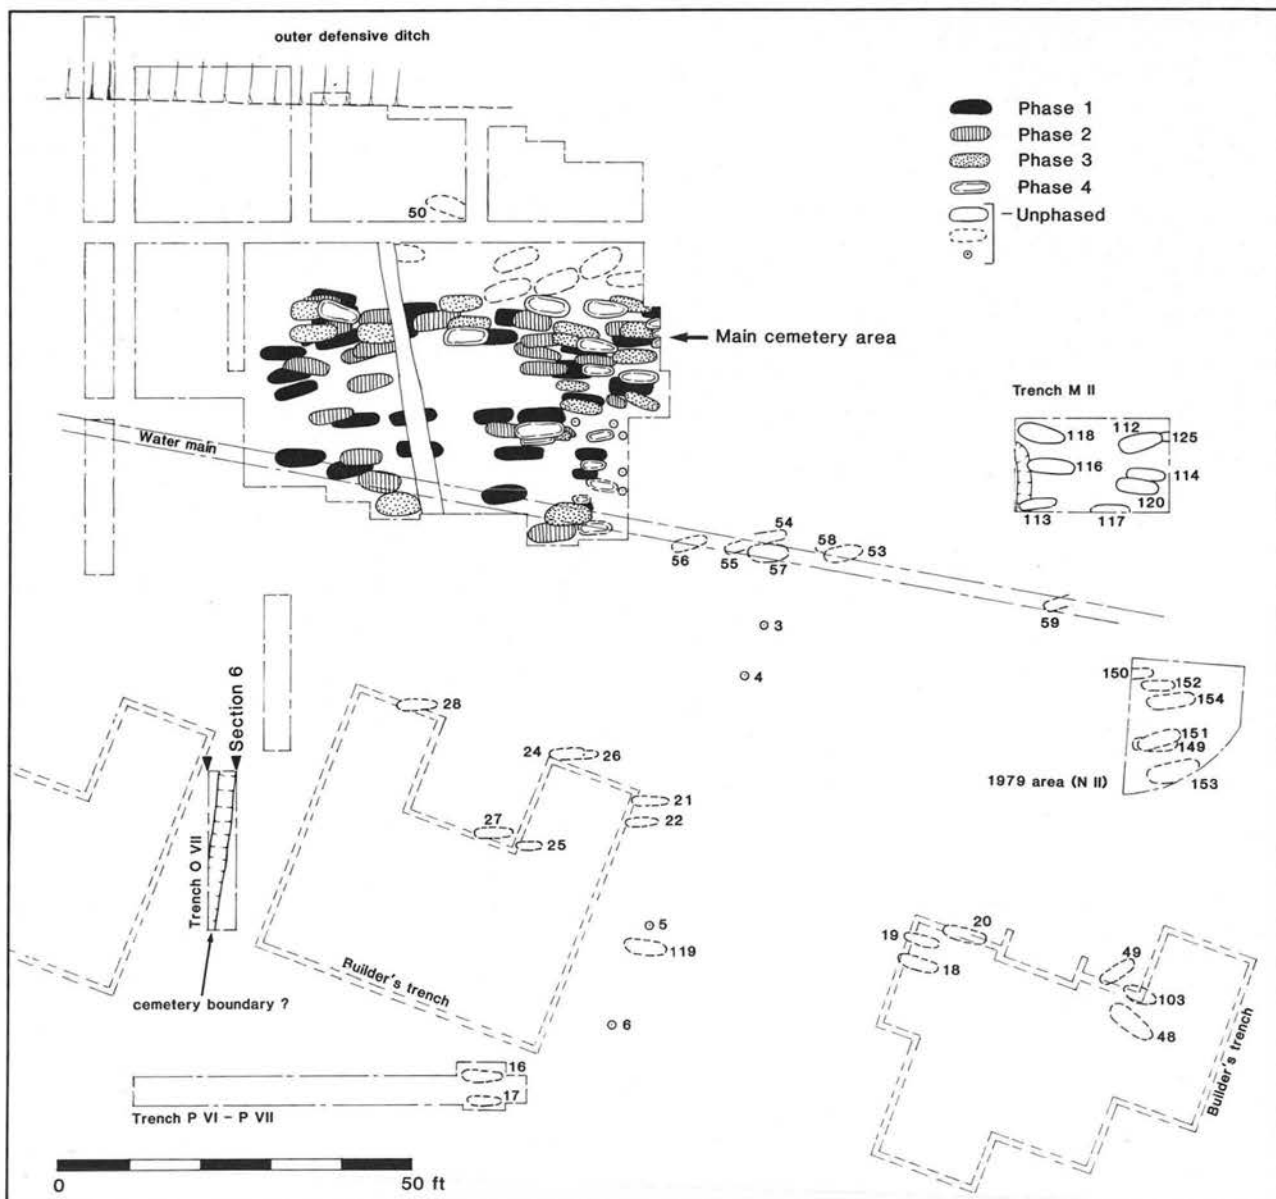 outer defensive ditch
Phase 1
Phase 2
Phase 3
Phase 4
Unphased
50
Main cemetery area
Trench M II
118
112
125
116
114
120
113
117
Water main
54
58
53
56
55
57
59
3
4
150
152
154
151
149
153
1979 area (N II)
Section 6
28
24
26
21
22
27
25
Trench O VII
5
119
20
19
18
49
103
48
Builder's trench
cemetery boundary ?
6
Builder's trench
16
17
Trench P VI - P VII
0
50 ft